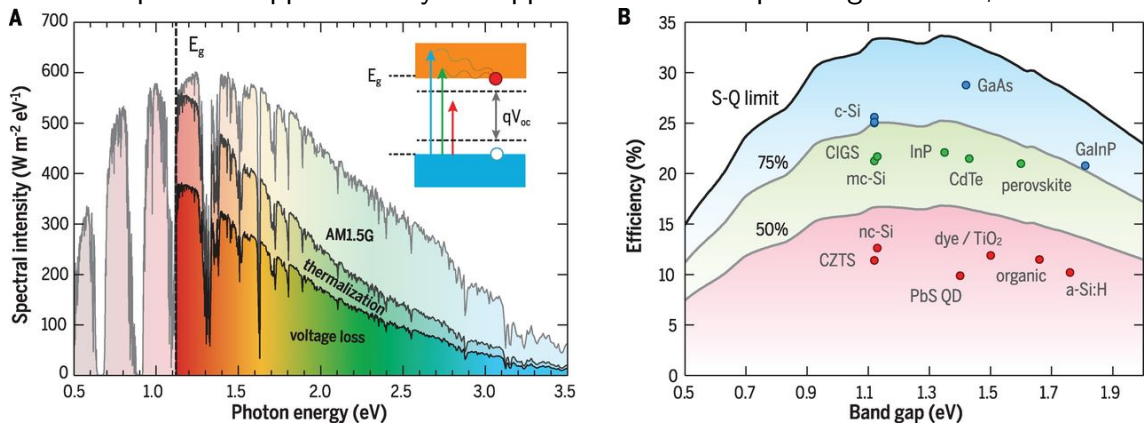 A
E₉
700
600
500
400
300
200
100
0
Spectral intensity (W m⁻² eV⁻¹)
E₉
qVₒc
AM1.5G
thermalization
voltage loss
0.5
1.0
1.5
2.0
2.5
3.0
3.5
Photon energy (eV)
B
35
30
25
20
15
10
5
0
Efficiency (%)
S-Q limit
75%
50%
c-Si
GaAs
CIGS
InP
GaInP
mc-Si
CdTe
perovskite
nc-Si
dye / TiO₂
CZTS
organic
PbS QD
a-Si:H
0.5
0.7
0.9
1.1
1.3
1.5
1.7
1.9
Band gap (eV)